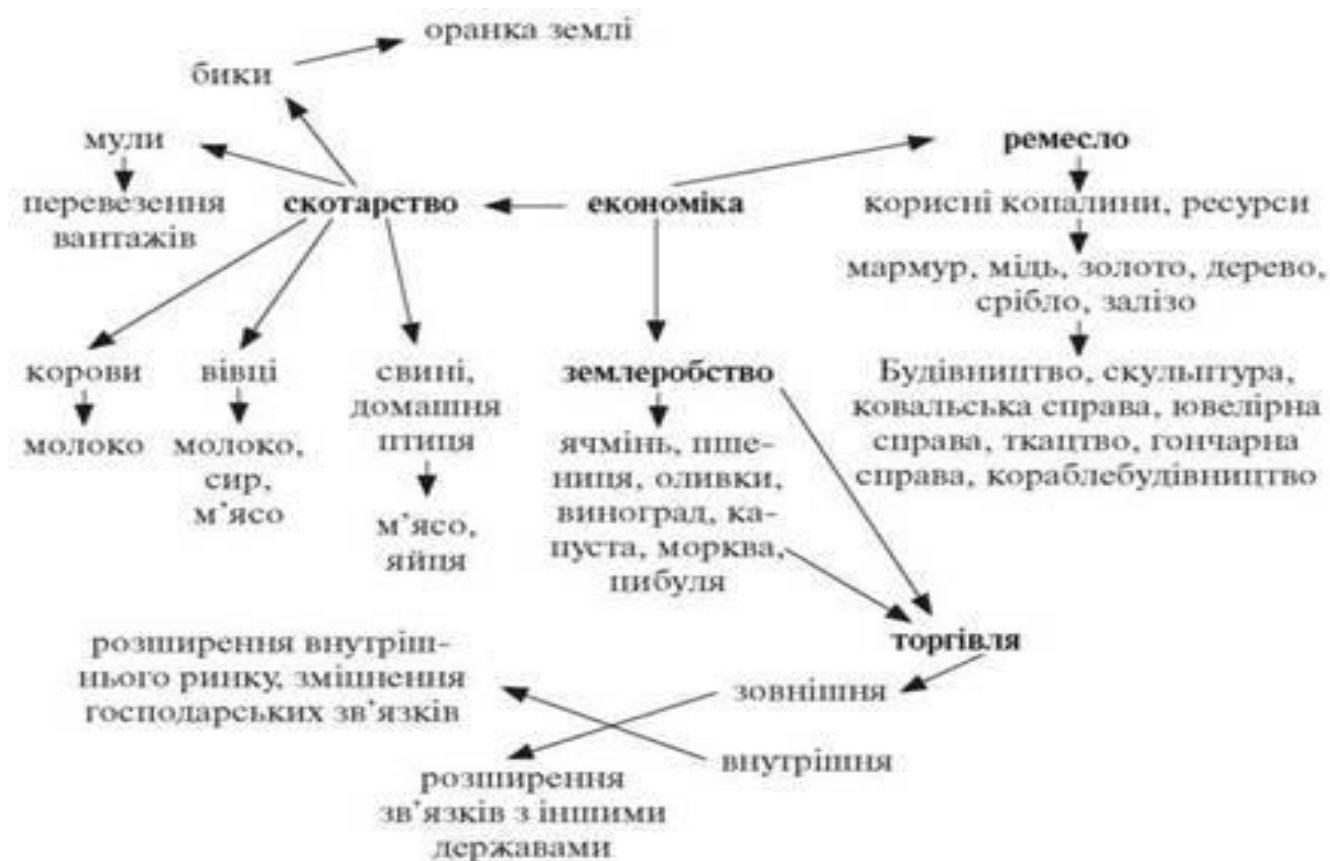 оранка землі
бики
мули
ремесло
перевезення
вантажів
скотарство
економіка
корисні копалини, ресурси
мармур, мідь, золото, дерево,
срібло, залізо
корови
вівці
свині,
домашня
птиця
землеробство
Будівництво, скульптура,
ковальська справа, ювелірна
справа, ткацтво, гончарна
справа, кораблебудівництво
молоко
молоко,
сир,
м’ясо
м’ясо,
яйця
ячмінь, пше-
ниця, оливки,
виноград, ка-
пуста, морква,
цибуля
торгівля
розширення внутріш-
нього ринку, зміцнення
господарських зв’язків
зовнішня
внутрішня
розширення
зв’язків з іншими
державами